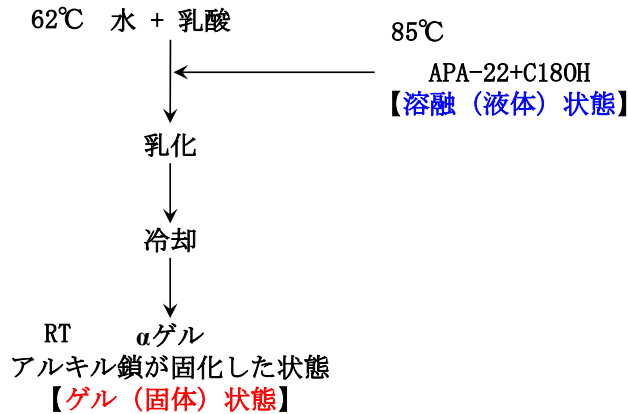 62℃ 水 + 乳酸
85℃
APA-22+C18OH
【溶融（液体）状態】
乳化
冷却
RT αゲル
アルキル鎖が固化した状態
【ゲル（固体）状態】